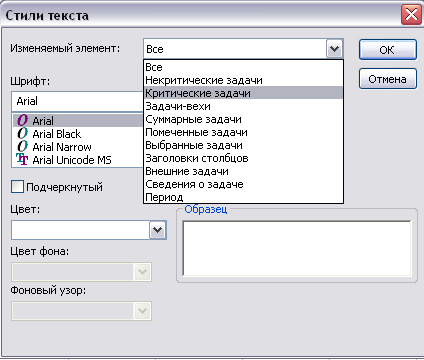 Стили текста
Изменяемый элемент:
Все
ОК
Все
Некритические задачи
Критические задачи
Задачи-вехи
Суммарные задачи
Помеченные задачи
Выбранные задачи
Заголовки столбцов
Внешние задачи
Сведения о задаче
Период
Отмена
Шрифт:
Arial
Arial
Arial Black
Arial Narrow
Arial Unicode MS
Подчеркнутый
Цвет:
Образец
Цвет фона:
Фоновый узор: